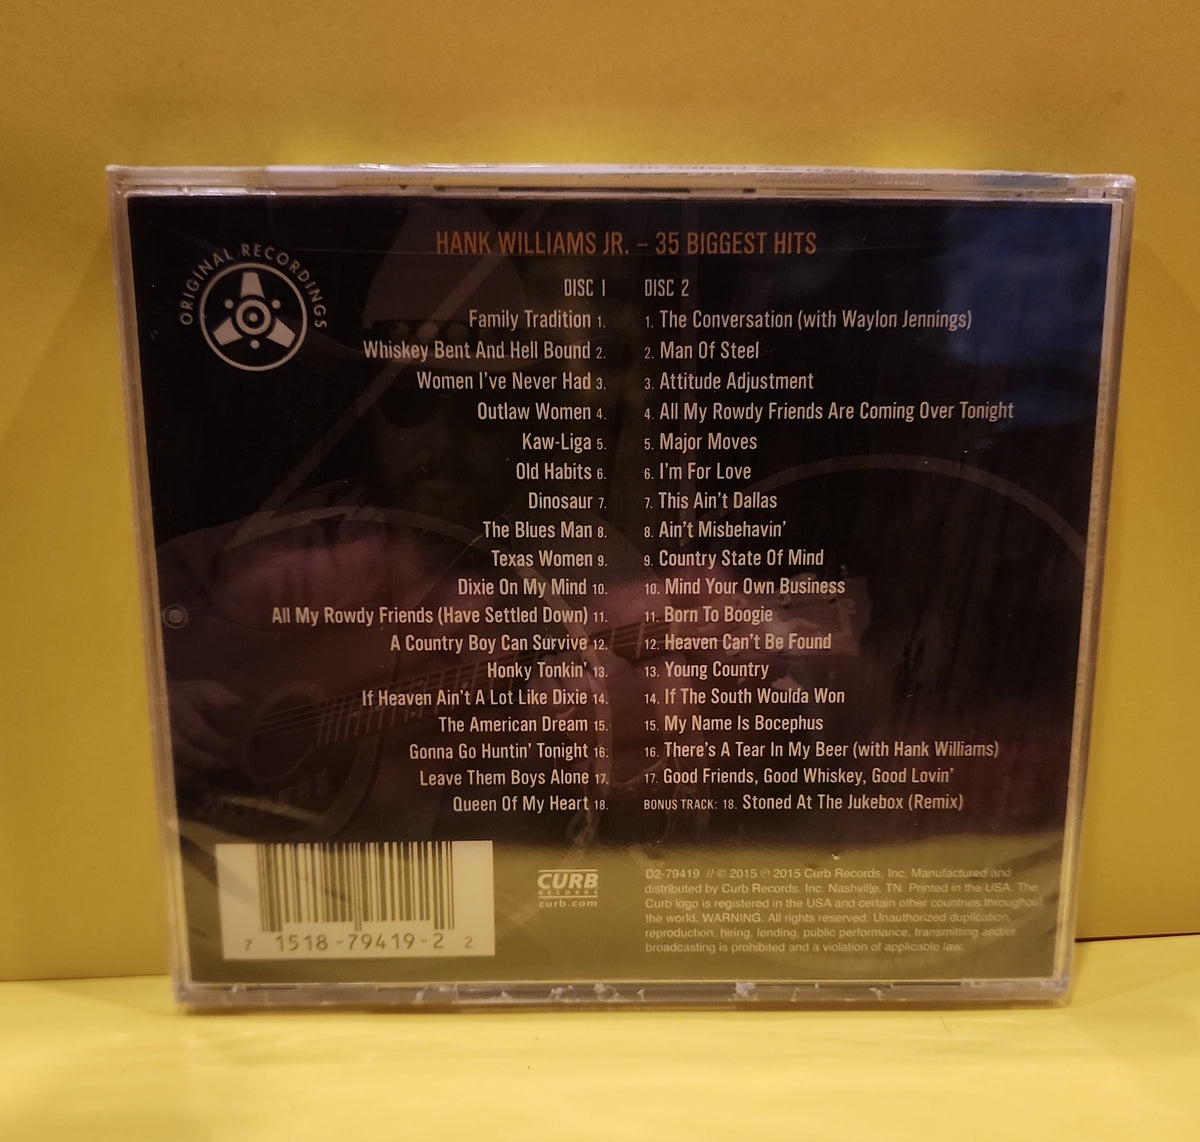 ORIGINAL RECORDINGS
HANK WILLIAMS JR. – 35 BIGGEST HITS
DISC 1
Family Tradition 1.
Whiskey Bent And Hell Bound 2.
Women I've Never Had 3.
Outlaw Women 4.
Kaw-Liga 5.
Old Habits 6.
Dinosaur 7.
The Blues Man 8.
Texas Women 9.
Dixie On My Mind 10.
All My Rowdy Friends (Have Settled Down) 11.
A Country Boy Can Survive 12.
Honky Tonkin' 13.
If Heaven Ain't A Lot Like Dixie 14.
The American Dream 15.
Gonna Go Huntin' Tonight 16.
Leave Them Boys Alone 17.
Queen Of My Heart 18.
DISC 2
1. The Conversation (with Waylon Jennings)
2. Man Of Steel
3. Attitude Adjustment
4. All My Rowdy Friends Are Coming Over Tonight
5. Major Moves
6. I'm For Love
7. This Ain't Dallas
8. Ain't Misbehavin'
9. Country State Of Mind
10. Mind Your Own Business
11. Born To Boogie
12. Heaven Can't Be Found
13. Young Country
14. If The South Woulda Won
15. My Name Is Bocephus
16. There's A Tear In My Beer (with Hank Williams)
17. Good Friends, Good Whiskey, Good Lovin'
BONUS TRACK: 18. Stoned At The Jukebox (Remix)
7 1518-79419-2 2
CURB
RECORDS
curb.com
D2-79419 // © 2015 ℗ 2015 Curb Records, Inc. Manufactured and
distributed by Curb Records, Inc. Nashville, TN. Printed in the USA. The
Curb logo is registered in the USA and certain other countries throughout
the world. WARNING: All rights reserved. Unauthorized duplication,
reproduction, hiring, lending, public performance, transmitting and/or
broadcasting is prohibited and a violation of applicable law.